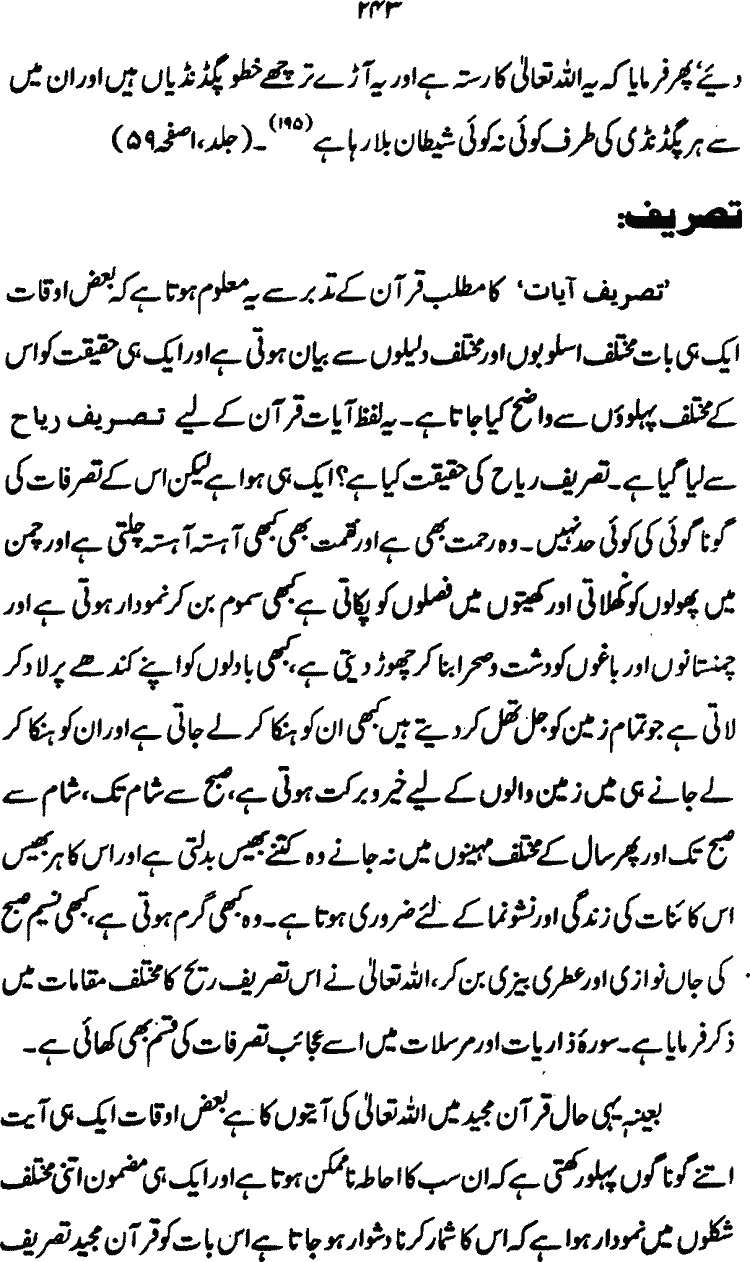 ۲۴۳
دیئے‘ پھر فرمایا کہ یہ اللہ تعالیٰ کا رستہ ہے اور یہ آڑے ترچھے خطو پگڈنڈیاں ہیں اور ان میں
سے ہر پگڈنڈی کی طرف کوئی نہ کوئی شیطان بلا رہا ہے (۱۹۵)۔(جلد،۱صفحہ۵۹)
تصریف:
’تصریف آیات‘ کا مطلب قرآن کے تدبر سے یہ معلوم ہوتا ہے کہ بعض اوقات
ایک ہی بات مختلف اسلوبوں اور مختلف دلیلوں سے بیان ہوتی ہے اور ایک ہی حقیقت کو اس
کے مختلف پہلوؤں سے واضح کیا جاتا ہے۔ یہ لفظ آیات قرآن کے لیے تصریف ریاح
سے لیا گیا ہے۔ تصریف ریاح کی حقیقت کیا ہے؟ ایک ہی ہوا ہے لیکن اس کے تصرفات کی
گوناگوئی کی کوئی حد نہیں۔ وہ رحمت بھی ہے اور نقمت بھی کبھی آہستہ آہستہ چلتی ہے اور چمن
میں پھولوں کو کھلاتی اور کھیتوں میں فصلوں کو پکاتی ہے کبھی سموم بن کر نمودار ہوتی ہے اور
چمنستانوں اور باغوں کو دشت و صحرا بنا کر چھوڑ دیتی ہے، کبھی بادلوں کو اپنے کندھے پر لاد کر
لاتی ہے جو تمام زمین کو جل تھل کر دیتے ہیں کبھی ان کو ہنکا کر لے جاتی ہے اور ان کو ہنکا کر
لے جانے ہی میں زمین والوں کے لیے خیر و برکت ہوتی ہے، صبح سے شام تک، شام سے
صبح تک اور پھر سال کے مختلف مہینوں میں نہ جانے وہ کتنے بھیس بدلتی ہے اور اس کا ہر بھیس
اس کائنات کی زندگی اور نشونما کے لئے ضروری ہوتا ہے۔ وہ کبھی گرم ہوتی ہے، کبھی نسیم صبح
کی جاں نوازی اور عطری بیزی بن کر، اللہ تعالیٰ نے اس تصریف ریح کا مختلف مقامات میں
ذکر فرمایا ہے۔ سورۂ ذاریات اور مرسلات میں اسے عجائب تصرفات کی قسم بھی کھائی ہے۔
بعینہٖ یہی حال قرآن مجید میں اللہ تعالیٰ کی آیتوں کا ہے بعض اوقات ایک ہی آیت
اتنے گوناگوں پہلو رکھتی ہے کہ ان سب کا احاطہ ناممکن ہوتا ہے اور ایک ہی مضمون اتنی مختلف
شکلوں میں نمودار ہوا ہے کہ اس کا شمار کرنا دشوار ہو جاتا ہے اس بات کو قرآن مجید تصریف